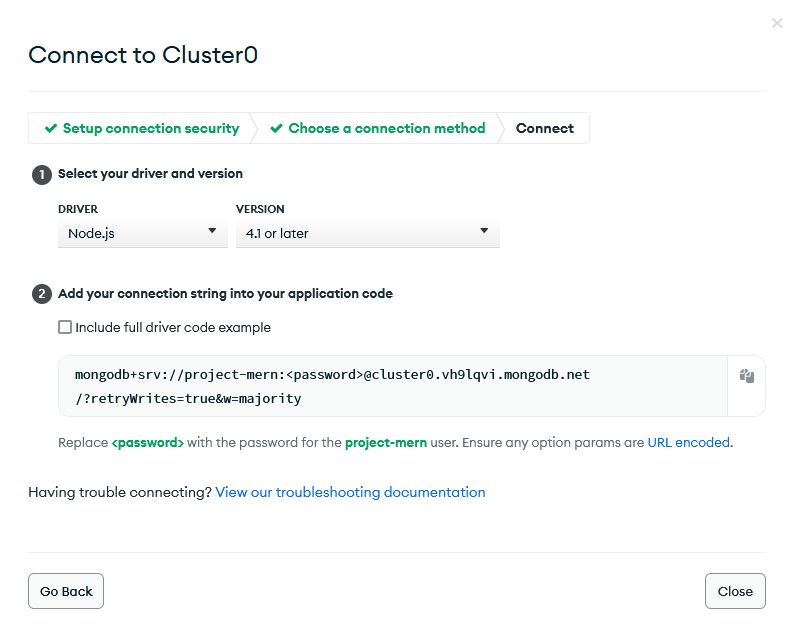 Connect to Cluster0
Setup connection security
Choose a connection method
Connect
1 Select your driver and version
DRIVER
VERSION
Node.js
4.1 or later
2 Add your connection string into your application code
Include full driver code example
mongodb+srv://project-mern:<password>@cluster0.vh9lqvi.mongodb.net
/?retryWrites=true&w=majority
Replace <password> with the password for the project-mern user. Ensure any option params are URL encoded.
Having trouble connecting? View our troubleshooting documentation
Go Back
Close